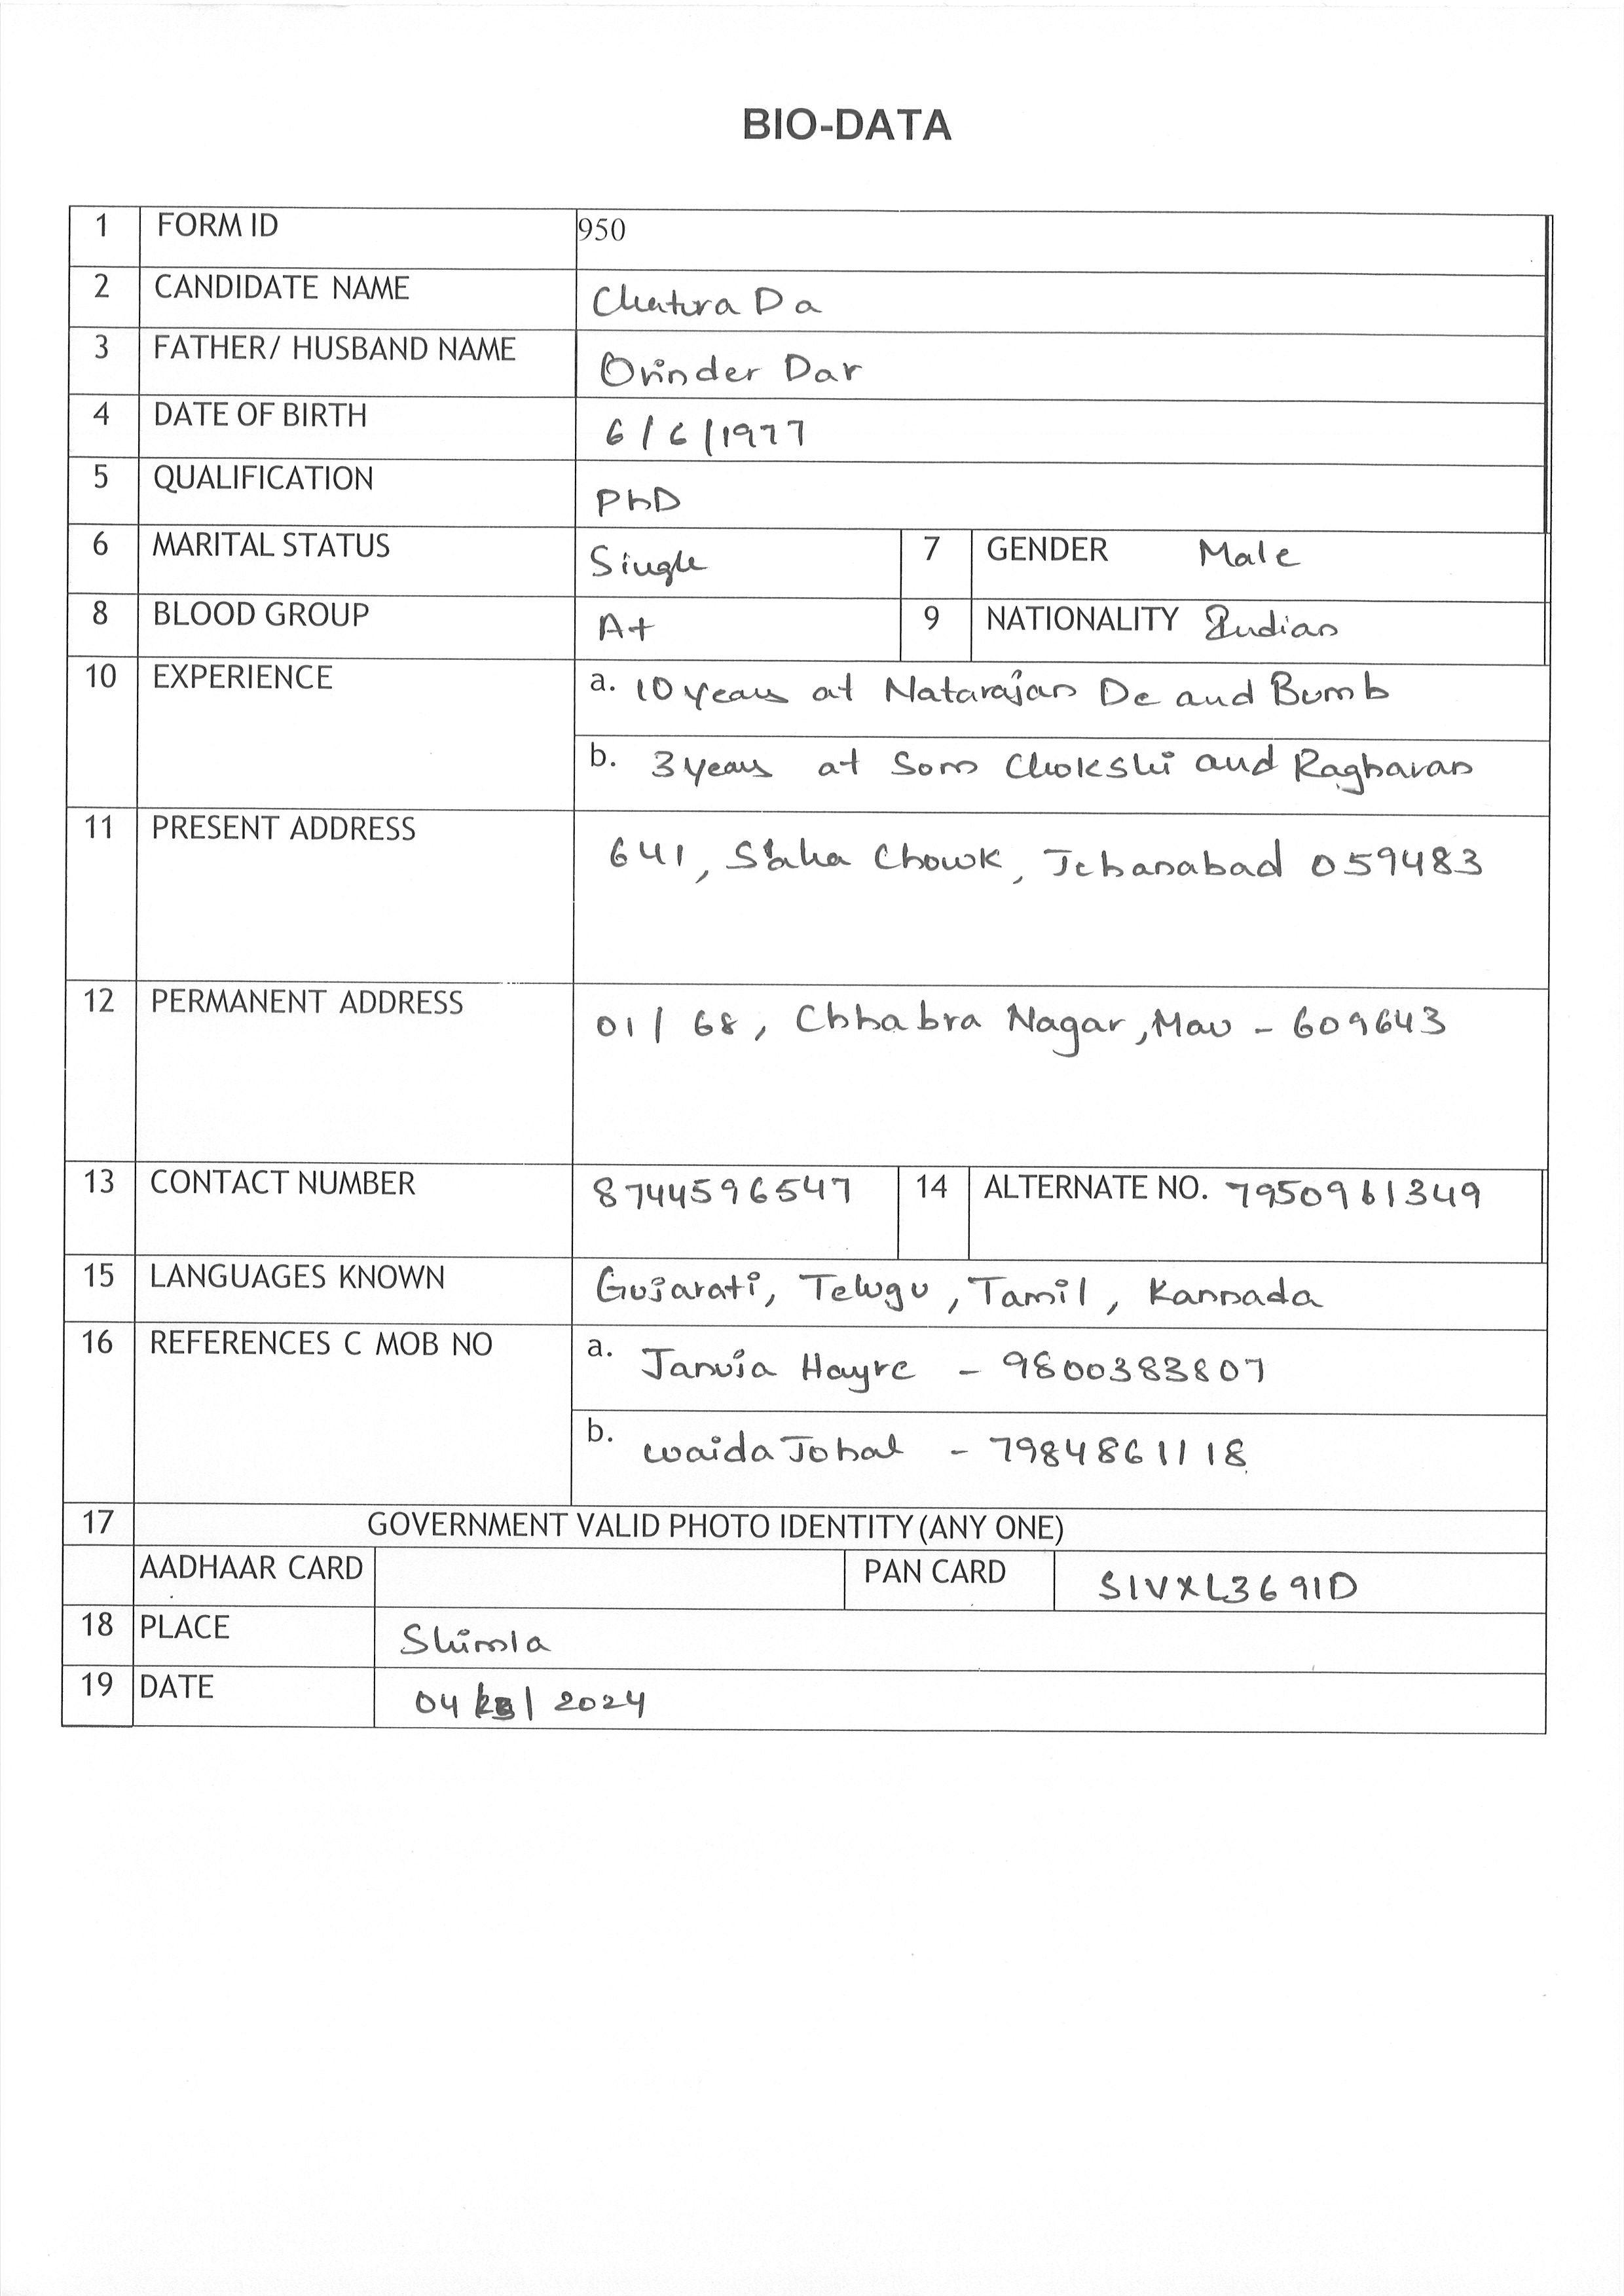 BIO-DATA
1 FORM ID 950
2 CANDIDATE NAME Chatura Da
3 FATHER/ HUSBAND NAME Orinder Dar
4 DATE OF BIRTH 6/6/1977
5 QUALIFICATION PhD
6 MARITAL STATUS Single 7 GENDER Male
8 BLOOD GROUP A+ 9 NATIONALITY Indian
10 EXPERIENCE a. 10 years at Natarajan De and Bumb
b. 3 years at Som Chokshi and Raghavan
11 PRESENT ADDRESS 641, Chowk, Jehanabad 059483
12 PERMANENT ADDRESS 01/68, Chhabra Nagar, Mau - 609643
13 CONTACT NUMBER 8744596547 14 ALTERNATE NO. 7950961349
15 LANGUAGES KNOWN Gujarati, Telugu, Tamil, Kannada
16 REFERENCES C MOB NO a. Hayre - 9800383807
b. Waida Johal - 7984861118
17 GOVERNMENT VALID PHOTO IDENTITY (ANY ONE)
AADHAAR CARD PAN CARD SIVXL3691D
18 PLACE Shimla
19 DATE 04/ /2024